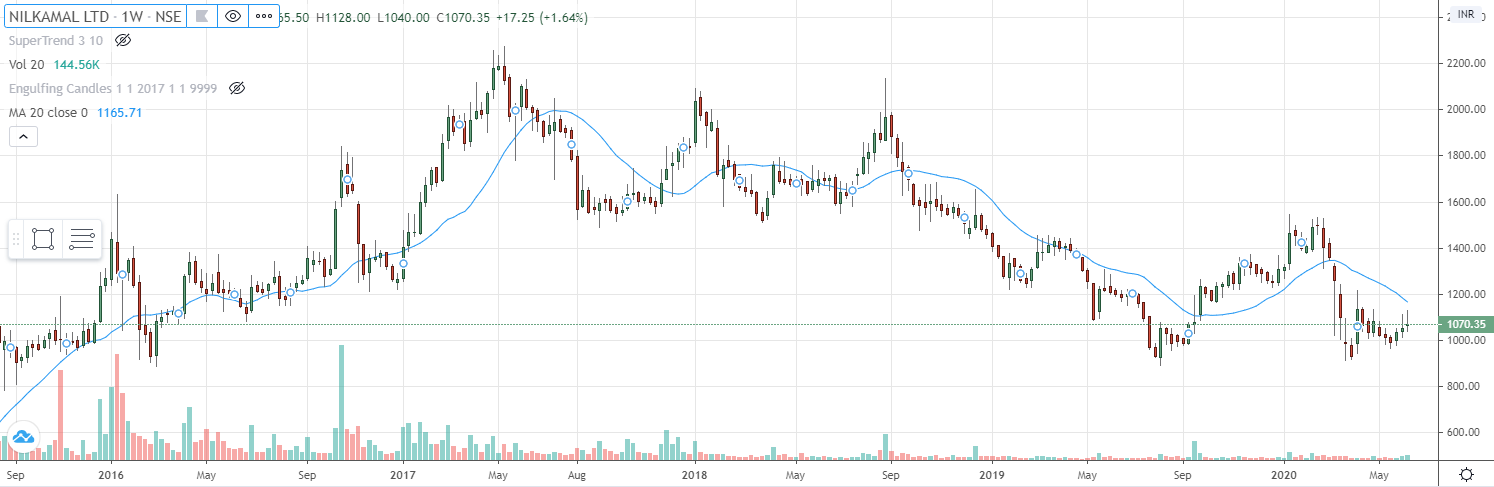 NILKAMAL LTD · 1W · NSE 65.50 H1128.00 L1040.00 C1070.35 +17.25 (+1.64%)
SuperTrend 3 10
Vol 20 144.56K
Engulfing Candles 1 1 2017 1 1 9999
MA 20 close 0 1165.71
INR
2200.00
2000.00
1800.00
1600.00
1400.00
1200.00
1070.35
1000.00
800.00
600.00
Sep 2016 May Sep 2017 May Aug 2018 May Sep 2019 May Sep 2020 May